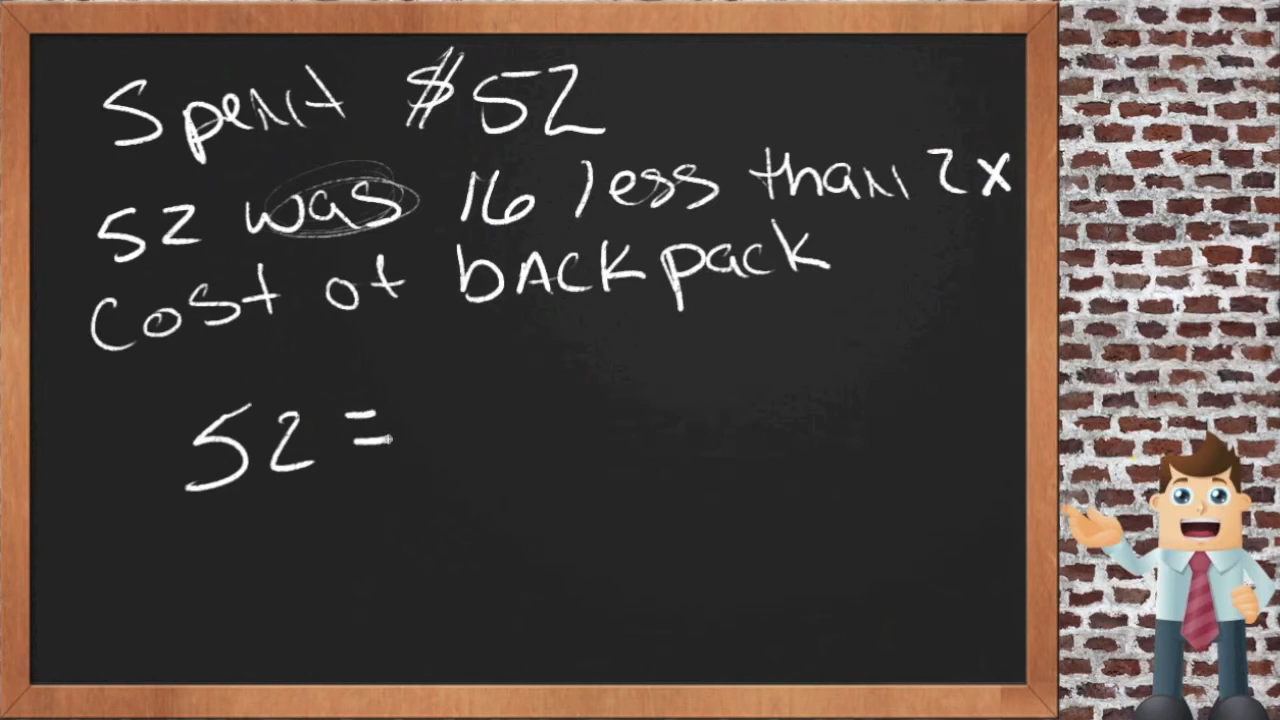 Spent $52
52 was 16 less than 2x
cost of backpack
52 =